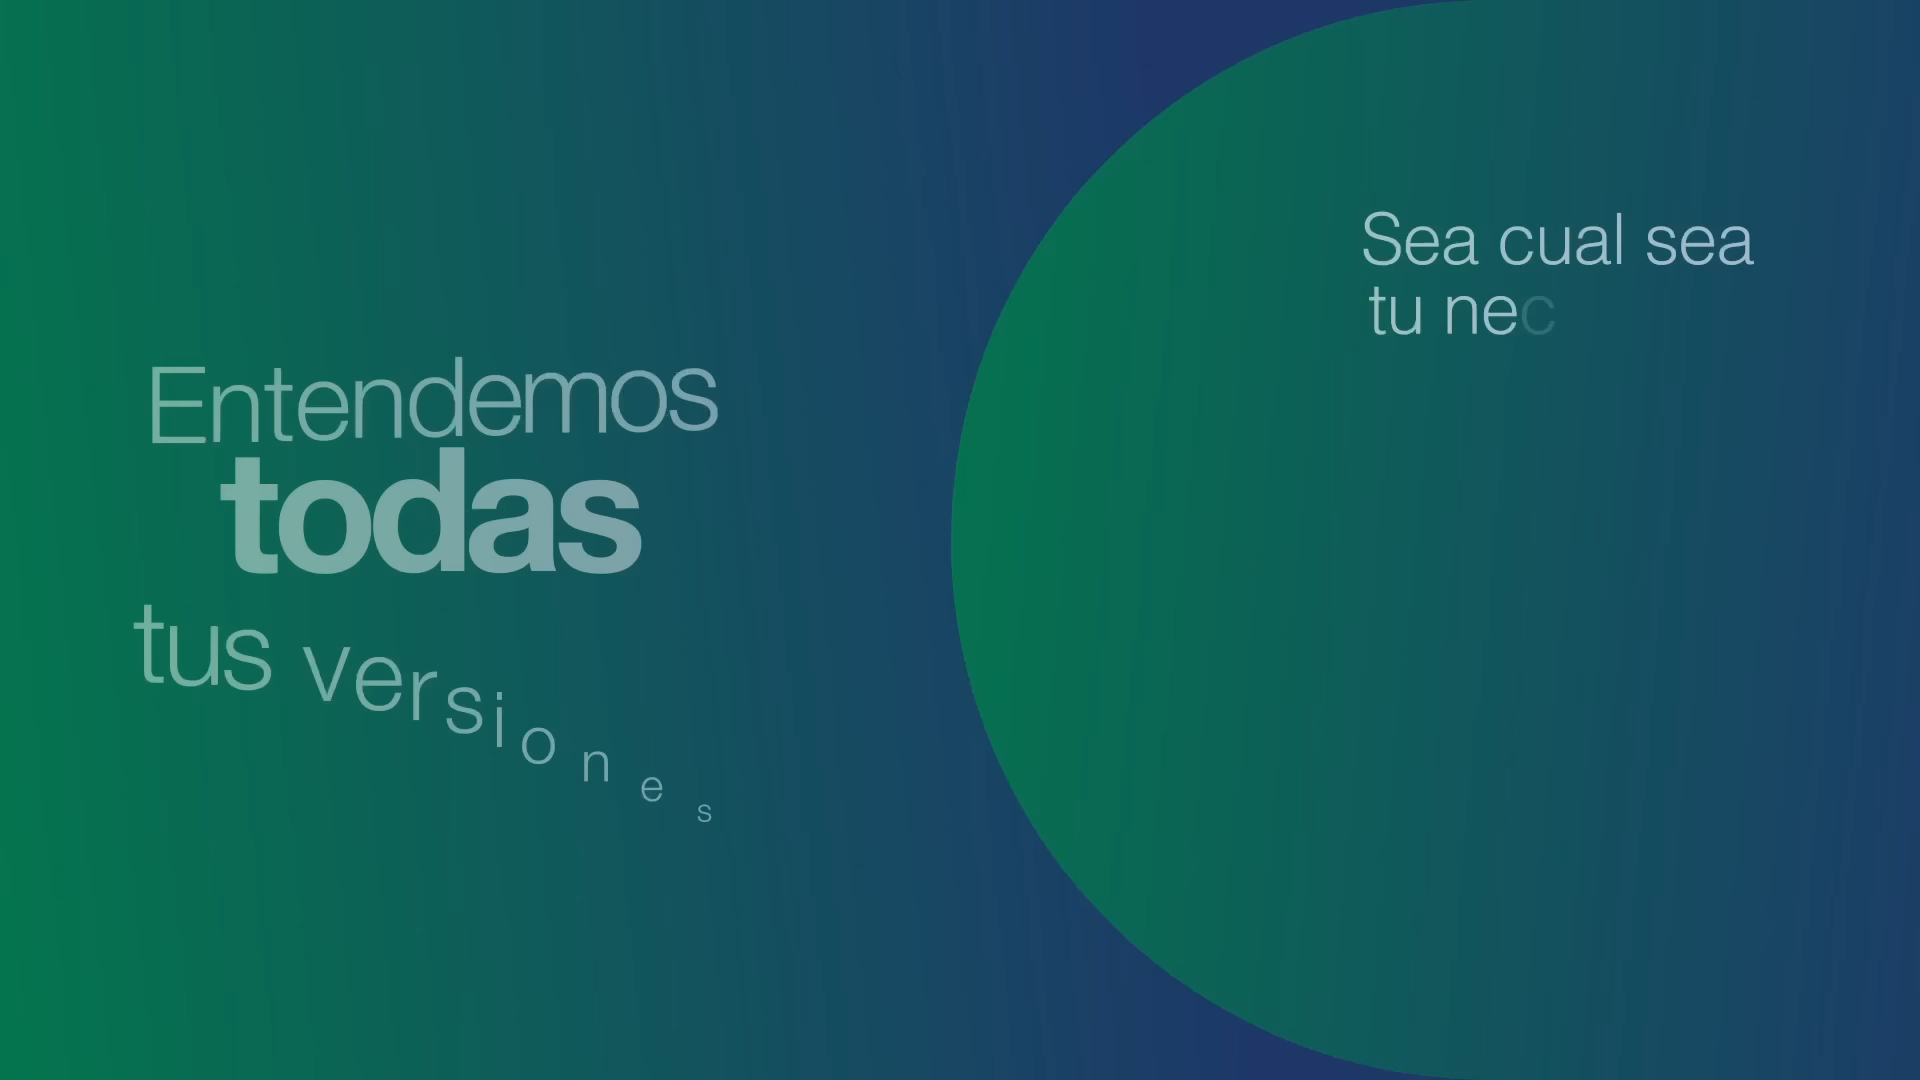 Entendemos
todas
tus versiones
Sea cual sea
tu nec